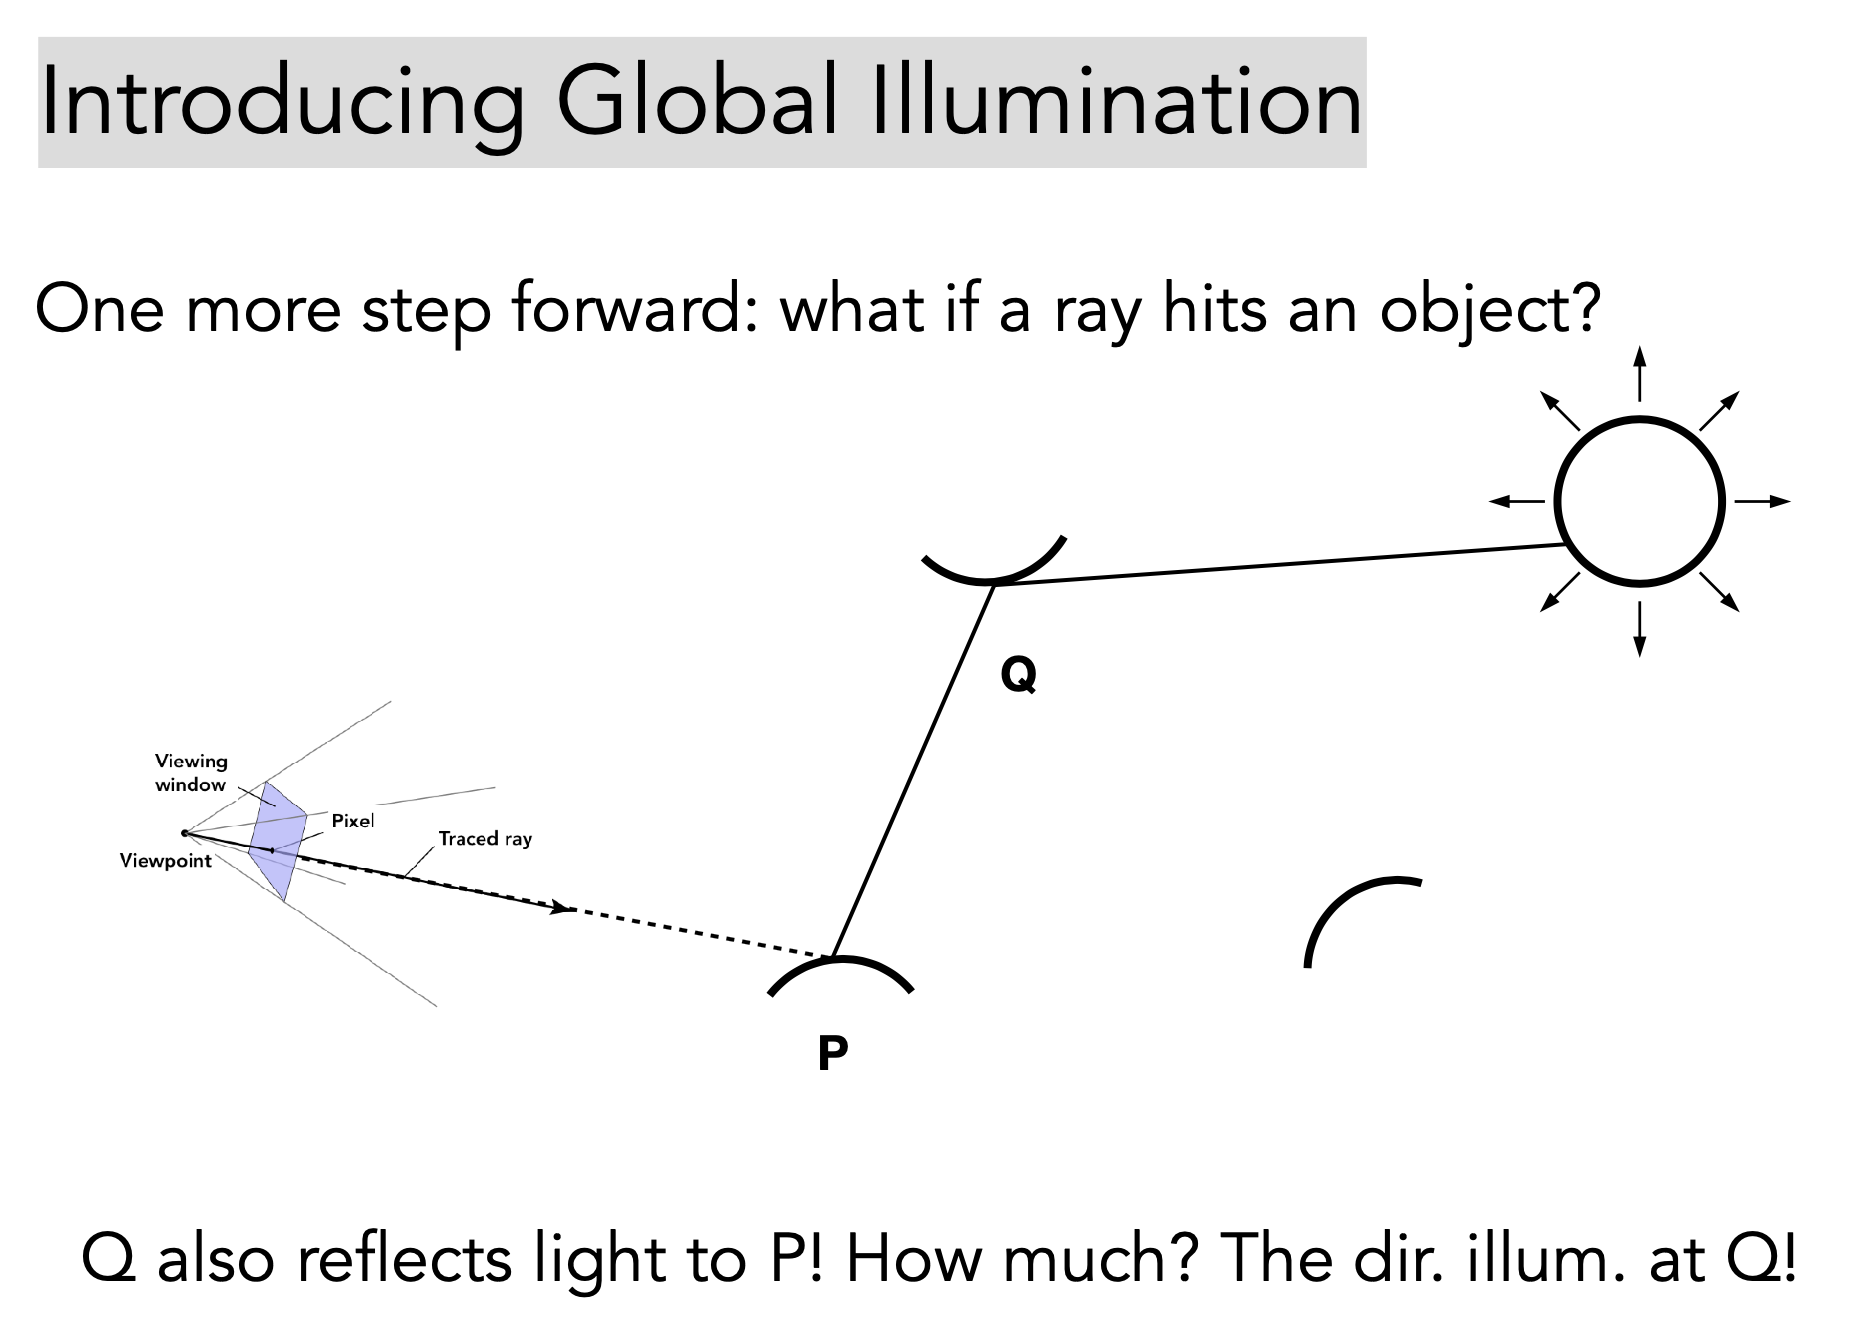 Introducing Global Illumination
One more step forward: what if a ray hits an object?
Q
Viewing
window
Pixel
Traced ray
Viewpoint
P
Q also reflects light to P! How much? The dir. illum. at Q!